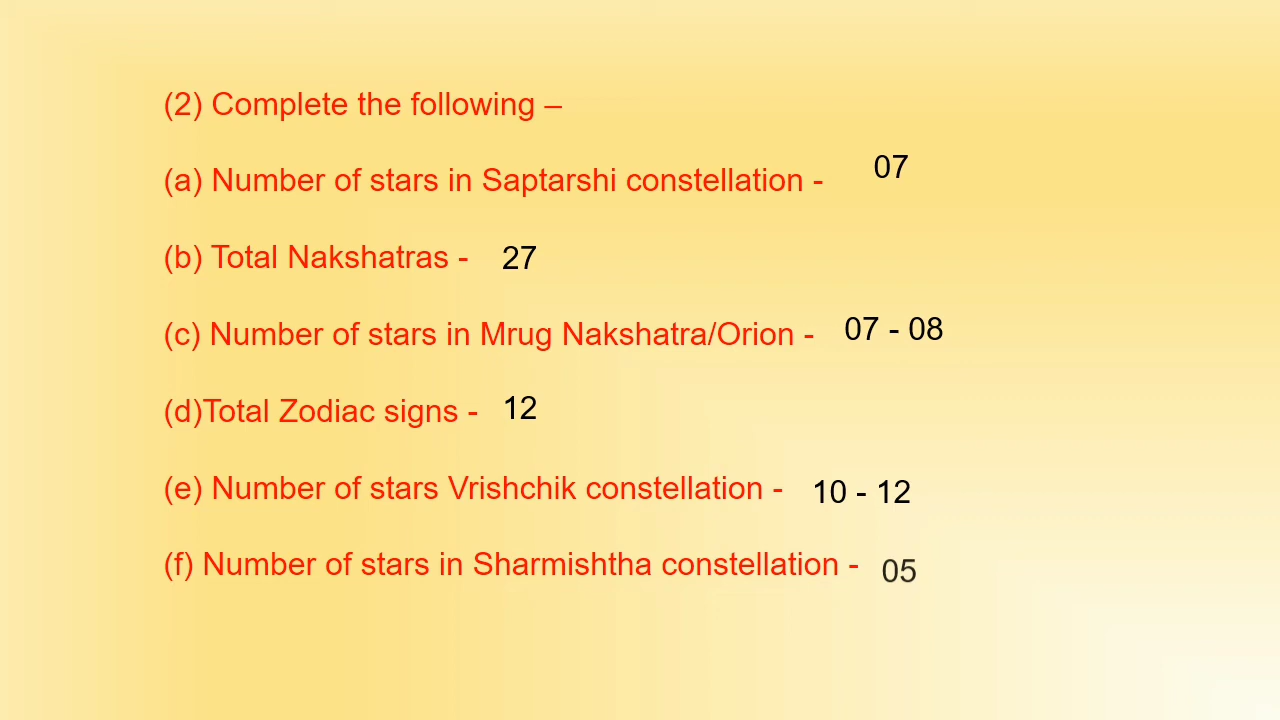 (2) Complete the following –
(a) Number of stars in Saptarshi constellation - 07
(b) Total Nakshatras - 27
(c) Number of stars in Mrug Nakshatra/Orion - 07 - 08
(d)Total Zodiac signs - 12
(e) Number of stars Vrishchik constellation - 10 - 12
(f) Number of stars in Sharmishtha constellation - 05